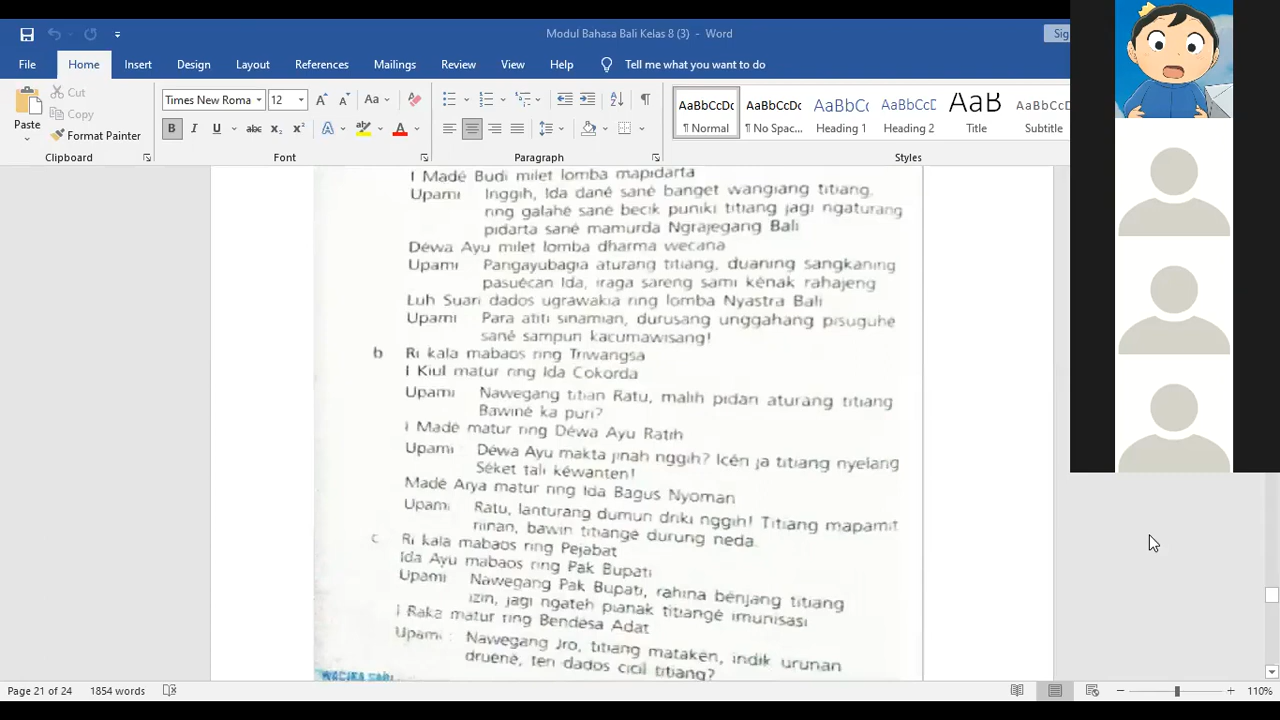 Modul Bahasa Bali Kelas 8 (3) - Word
Sig
File Home Insert Design Layout References Mailings Review View Help Tell me what you want to do
Paste
Cut
Copy
Format Painter
Clipboard
Times New Roma 12
Font
Paragraph
AaBbCcDc AaBbCcDc AaBbCcD AaBbCcD AaB AaBbCcD
¶ Normal ¶ No Spac... Heading 1 Heading 2 Title Subtitle
Styles
I Madé Budi milet lomba mapidarta
Upami Inggih, Ida dané sané banget wangiang titiang,
ring galahé sané becik puniki titiang jagi ngaturang
pidarta sané mamurda Ngrajegang Bali
Déwa Ayu milet lomba dharma wecana
Upami Pangayubagia aturang titiang, duaning sangkaning
pasuécan Ida, iraga sareng sami kénak rahajeng
Luh Suari dados ugrawakia ring lomba Nyastra Bali
Upami Para atiti sinamian, durusang unggahang pisuguhé
sané sampun kacumawisang!
b Ri kala mabaos ring Triwangsa
I Kiul matur ring Ida Cokorda
Upami Nawegang titian Ratu, malih pidan aturang titiang
Bawiné ka puri?
I Madé matur ring Déwa Ayu Ratih
Upami Déwa Ayu makta jinah nggih? Icén ja titiang nyelang
Séket tali kéwanten!
Madé Arya matur ring Ida Bagus Nyoman
Upami Ratu, lanturang dumun driki nggih! Titiang mapamit
riinan, bawin titiangé durung neda.
c Ri kala mabaos ring Pejabat
Ida Ayu mabaos ring Pak Bupati
Upami Nawegang Pak Bupati, rahina bénjang titiang
izin, jagi ngateh pianak titiangé imunisasi
I Raka matur ring Bendesa Adat
Upami : Nawegang Jro, titiang mataken, indik urunan
druené, ten dados cicil titiang?
WACIKA SARI
Page 21 of 24 1854 words
110%